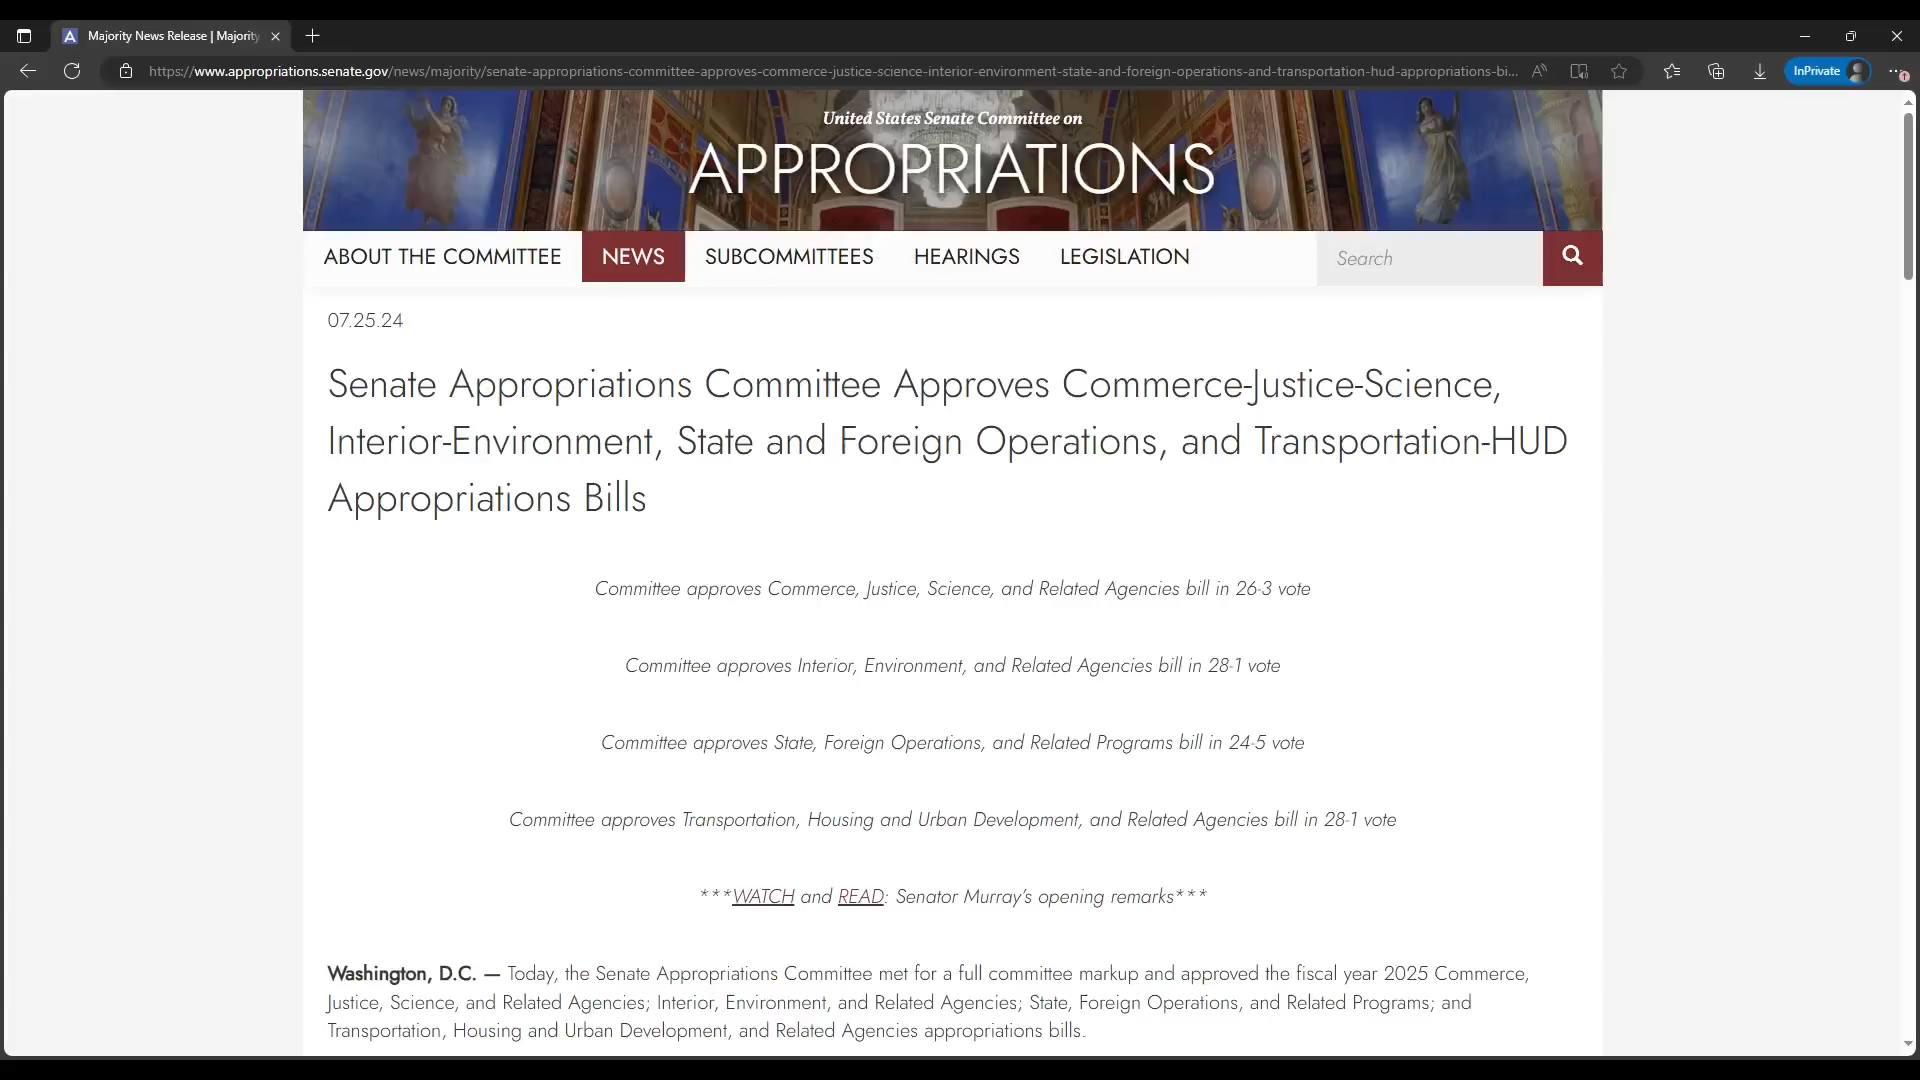 Majority News Release | Majority
https://www.appropriations.senate.gov/news/majority/senate-appropriations-committee-approves-commerce-justice-science-interior-environment-state-and-foreign-operations-and-transportation-hud-appropriations-bi...
InPrivate
United States Senate Committee on
APPROPRIATIONS
ABOUT THE COMMITTEE NEWS SUBCOMMITTEES HEARINGS LEGISLATION Search
07.25.24
Senate Appropriations Committee Approves Commerce-Justice-Science,
Interior-Environment, State and Foreign Operations, and Transportation-HUD
Appropriations Bills
Committee approves Commerce, Justice, Science, and Related Agencies bill in 26-3 vote
Committee approves Interior, Environment, and Related Agencies bill in 28-1 vote
Committee approves State, Foreign Operations, and Related Programs bill in 24-5 vote
Committee approves Transportation, Housing and Urban Development, and Related Agencies bill in 28-1 vote
***WATCH and READ: Senator Murray’s opening remarks***
Washington, D.C. — Today, the Senate Appropriations Committee met for a full committee markup and approved the fiscal year 2025 Commerce,
Justice, Science, and Related Agencies; Interior, Environment, and Related Agencies; State, Foreign Operations, and Related Programs; and
Transportation, Housing and Urban Development, and Related Agencies appropriations bills.